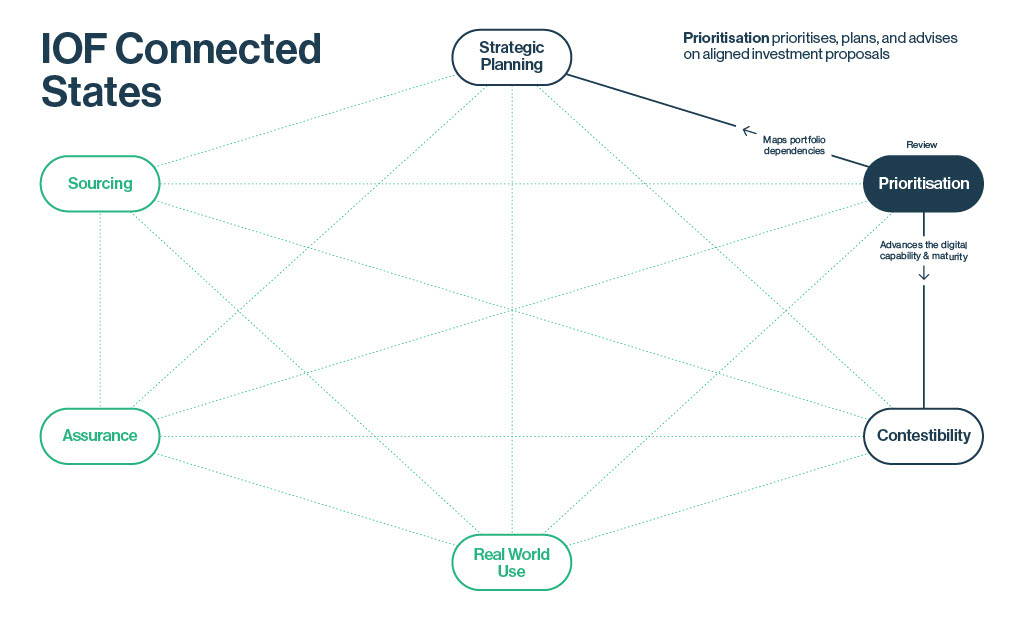 IOF Connected
States
Strategic
Planning
Prioritisation prioritises, plans, and advises
on aligned investment proposals
Maps portfolio
dependencies
Review
Prioritisation
Sourcing
Advances the digital
capability & maturity
Assurance
Contestibility
Real World
Use